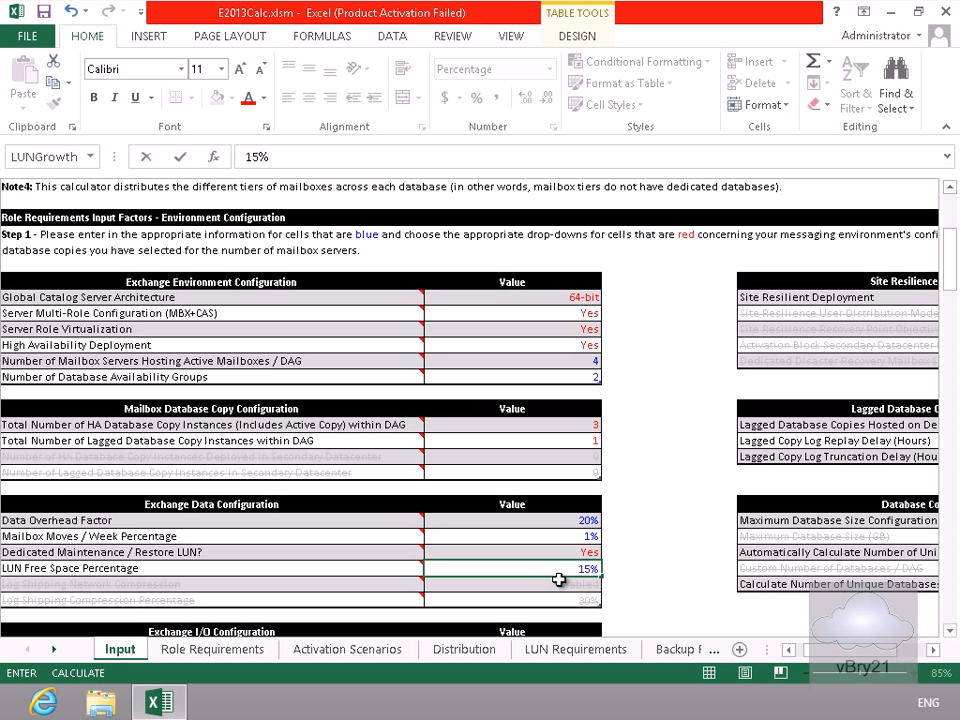 E2013Calc.xlsm - Excel (Product Activation Failed)
TABLE TOOLS
FILE HOME INSERT PAGE LAYOUT FORMULAS DATA REVIEW VIEW DESIGN
Administrator
Paste
Calibri 11
B I U
Percentage
$ % ,
Conditional Formatting
Format as Table
Cell Styles
Insert
Delete
Format
Sort & Filter
Find & Select
Clipboard Font Alignment Number Styles Cells Editing
LUNGrowth fx 15%
Note4: This calculator distributes the different tiers of mailboxes across each database (in other words, mailbox tiers do not have dedicated databases).
Role Requirements Input Factors - Environment Configuration
Step 1 - Please enter in the appropriate information for cells that are blue and choose the appropriate drop-downs for cells that are red concerning your messaging environment's confi
database copies you have selected for the number of mailbox servers.
Exchange Environment Configuration Value
Global Catalog Server Architecture 64-bit
Server Multi-Role Configuration (MBX+CAS) Yes
Server Role Virtualization Yes
High Availability Deployment Yes
Number of Mailbox Servers Hosting Active Mailboxes / DAG 4
Number of Database Availability Groups 2
Site Resilience
Site Resilient Deployment
Site Resilience User Distribution Mode
Site Resilience Recovery Point Objectiv
Activation Block Secondary Datacenter
Dedicated Disaster Recovery Mailbox S
Mailbox Database Copy Configuration Value
Total Number of HA Database Copy Instances (Includes Active Copy) within DAG 3
Total Number of Lagged Database Copy Instances within DAG 1
Number of HA Database Copy Instances Deployed in Secondary Datacenter 0
Number of Lagged Database Copy Instances in Secondary Datacenter 0
Lagged Database C
Lagged Database Copies Hosted on De
Lagged Copy Log Replay Delay (Hours)
Lagged Copy Log Truncation Delay (Hou
Exchange Data Configuration Value
Data Overhead Factor 20%
Mailbox Moves / Week Percentage 1%
Dedicated Maintenance / Restore LUN? Yes
LUN Free Space Percentage 15%
Log Shipping Network Compression
Log Shipping Compression Percentage 30%
Database Co
Maximum Database Size Configuration
Maximum Database Size (GB)
Automatically Calculate Number of Uni
Custom Number of Databases / DAG
Calculate Number of Unique Databases
Exchange I/O Configuration Value
Input Role Requirements Activation Scenarios Distribution LUN Requirements Backup F ...
vBry21
ENTER CALCULATE 85%
ENG